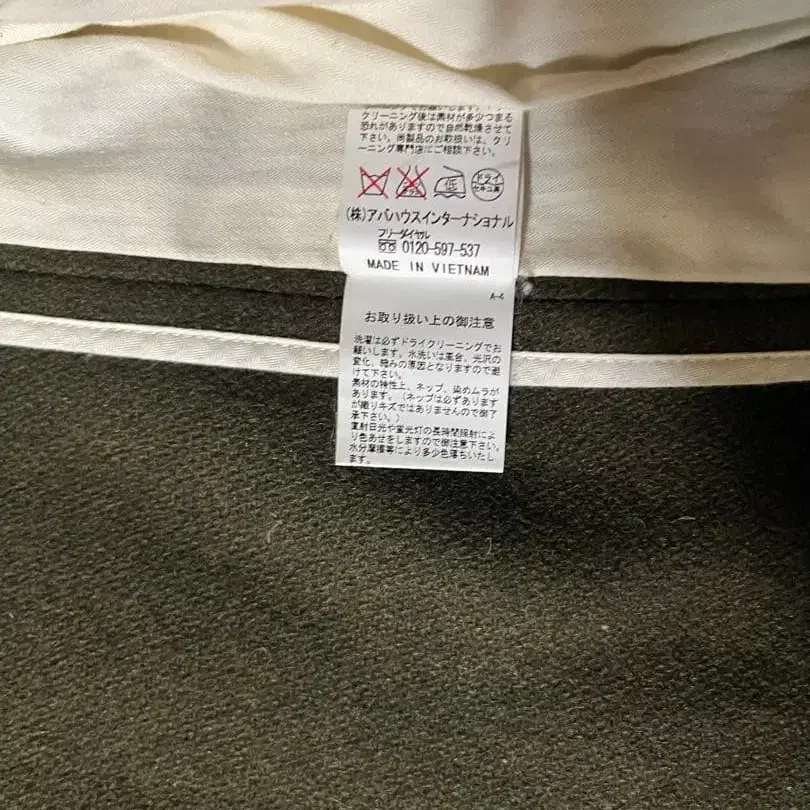 クリーニング後は素材が多少つまる
恐れがありますので自然乾燥させて
下さい。尚製品のお取扱いは、クリ
ーニング専門店にご相談下さい。
低
ドライ
セキユ系
(株)アバハウスインターナショナル
フリーダイヤル
0120-597-537
MADE IN VIETNAM
A-4
お取り扱い上の御注意
洗濯は必ずドライクリーニングでお
願いします。水洗いは風合、光沢の
変化、縮みの原因となりますので避
けて下さい。
素材の特性上、ネップ、染めムラが
あります。(ネップは必ずあります
が織りキズではありませんので御了
承下さい。)
直射日光や蛍光灯の長時間採射によ
り色あせをしますので御注意下さい。
水分摩擦等により多少色落ちいたし
ます。